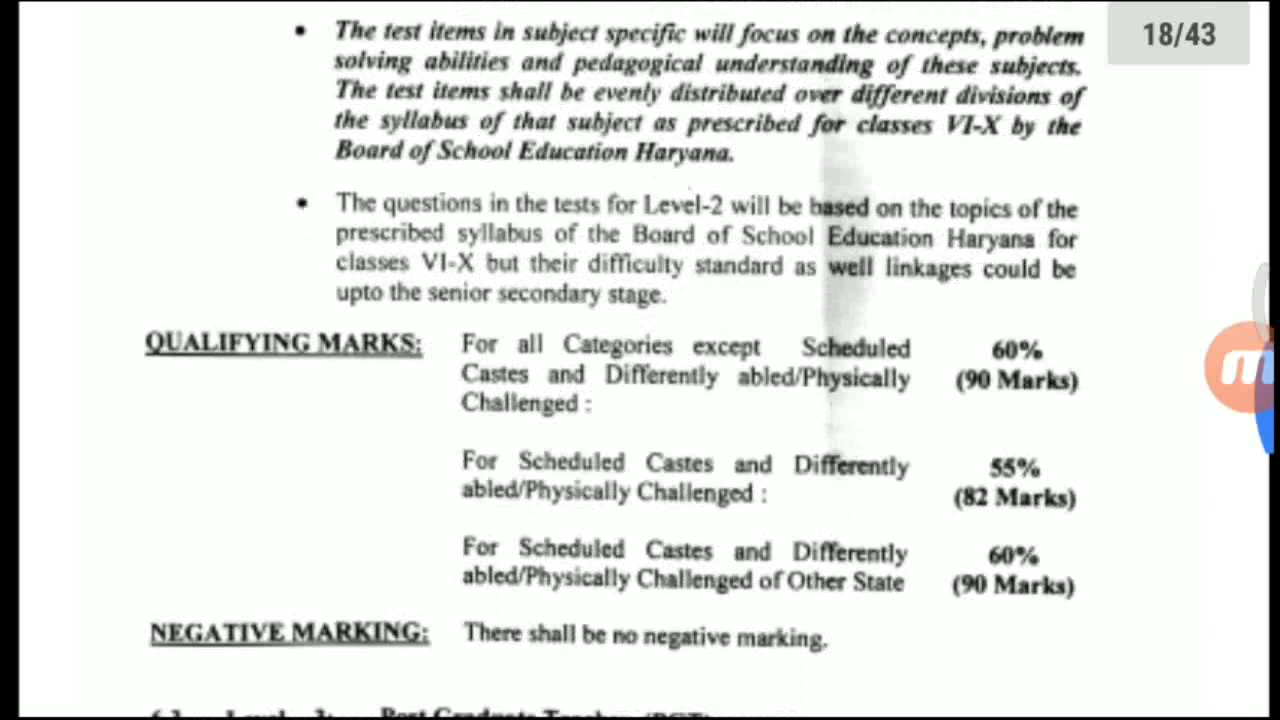 18/43
• The test items in subject specific will focus on the concepts, problem
solving abilities and pedagogical understanding of these subjects.
The test items shall be evenly distributed over different divisions of
the syllabus of that subject as prescribed for classes VI-X by the
Board of School Education Haryana.
• The questions in the tests for Level-2 will be based on the topics of the
prescribed syllabus of the Board of School Education Haryana for
classes VI-X but their difficulty standard as well linkages could be
upto the senior secondary stage.
QUALIFYING MARKS: For all Categories except Scheduled 60%
Castes and Differently abled/Physically (90 Marks)
Challenged :
For Scheduled Castes and Differently 55%
abled/Physically Challenged : (82 Marks)
For Scheduled Castes and Differently 60%
abled/Physically Challenged of Other State (90 Marks)
NEGATIVE MARKING: There shall be no negative marking.